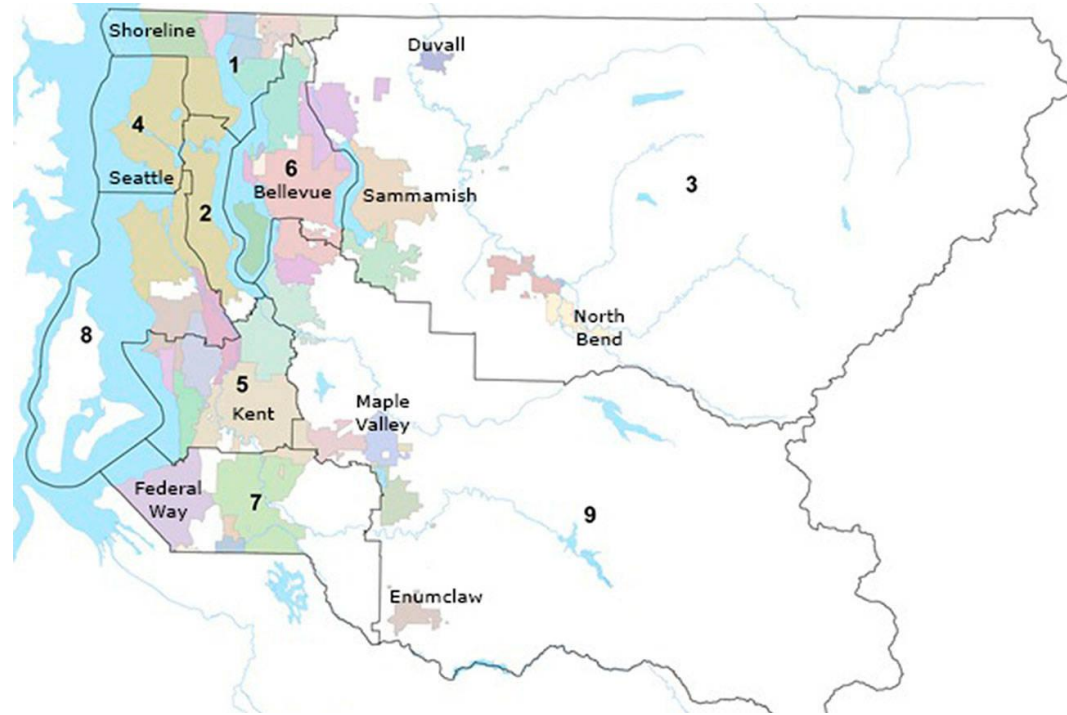 Shoreline
Duvall
1
4
Seattle
6
Bellevue
3
Sammamish
2
North
Bend
8
5
Kent
Maple
Valley
Federal
Way
7
9
Enumclaw